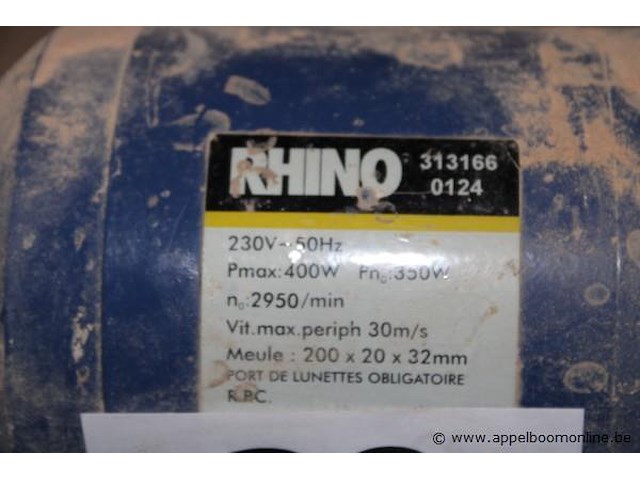 RHINO 313166
0124
230V~50Hz
Pmax:400W Pn₀:350W
n₀:2950/min
Vit.max.periph 30m/s
Meule : 200 x 20 x 32mm
PORT DE LUNETTES OBLIGATOIRE
R.P.C.
© www.appelboomonline.be